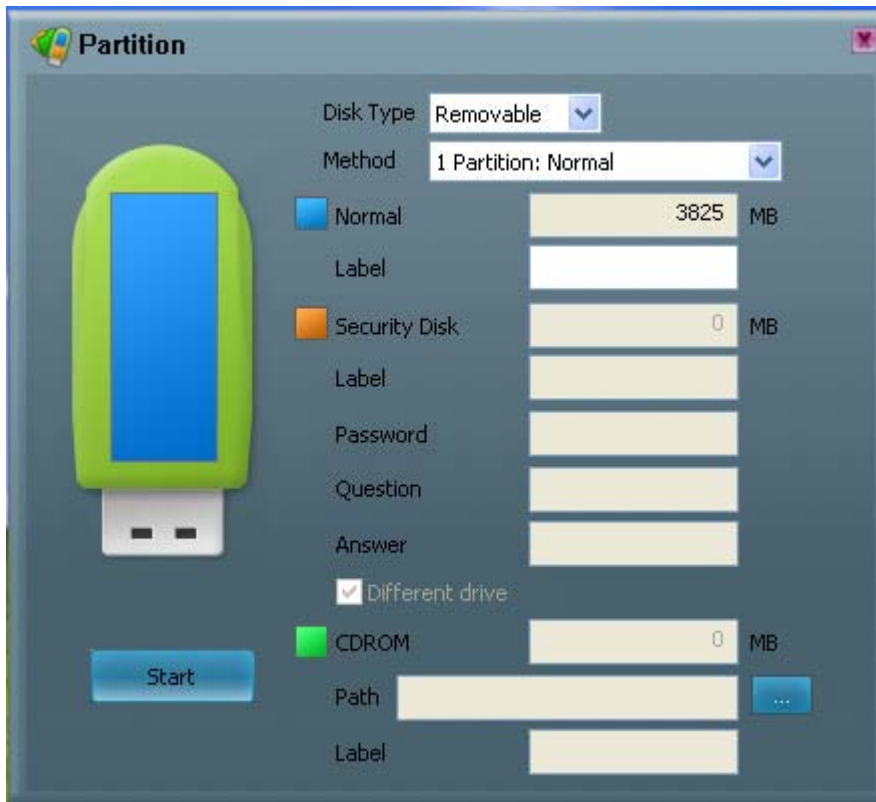 Partition
Disk Type Removable
Method 1 Partition: Normal
Normal 3825 MB
Label
Security Disk 0 MB
Label
Password
Question
Answer
Different drive
CDROM 0 MB
Start
Path ...
Label